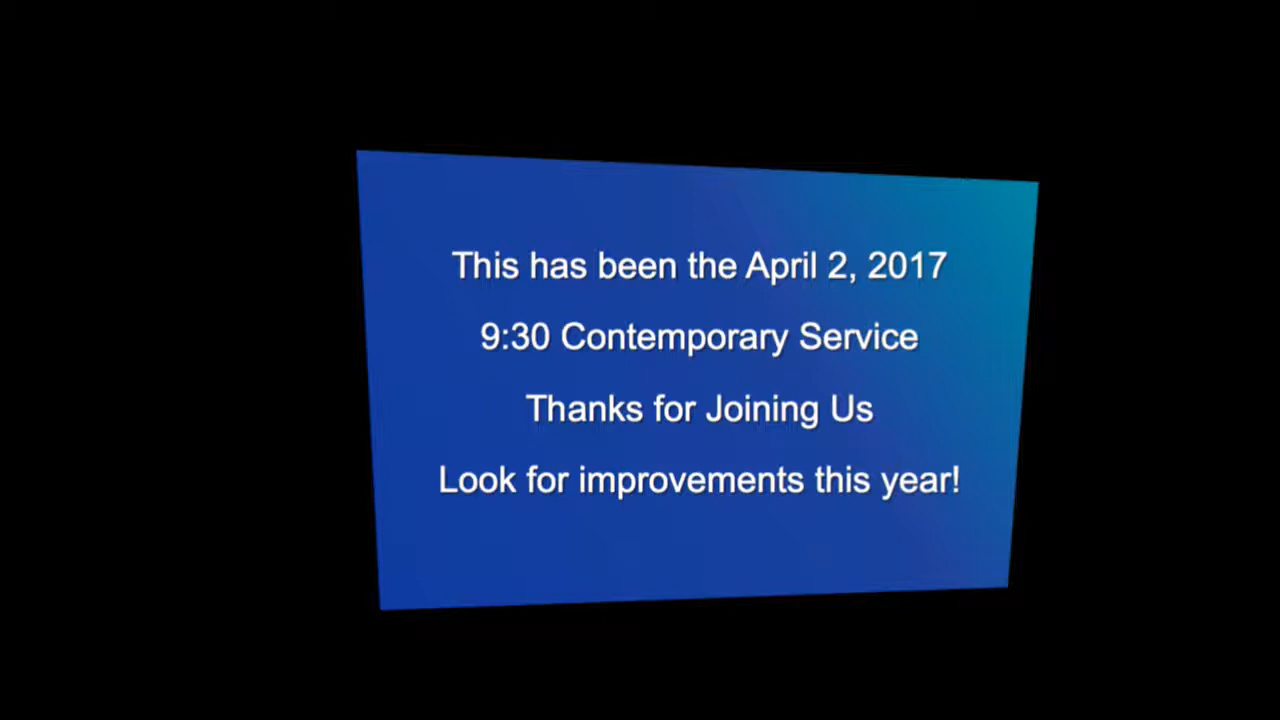 This has been the April 2, 2017
9:30 Contemporary Service
Thanks for Joining Us
Look for improvements this year!